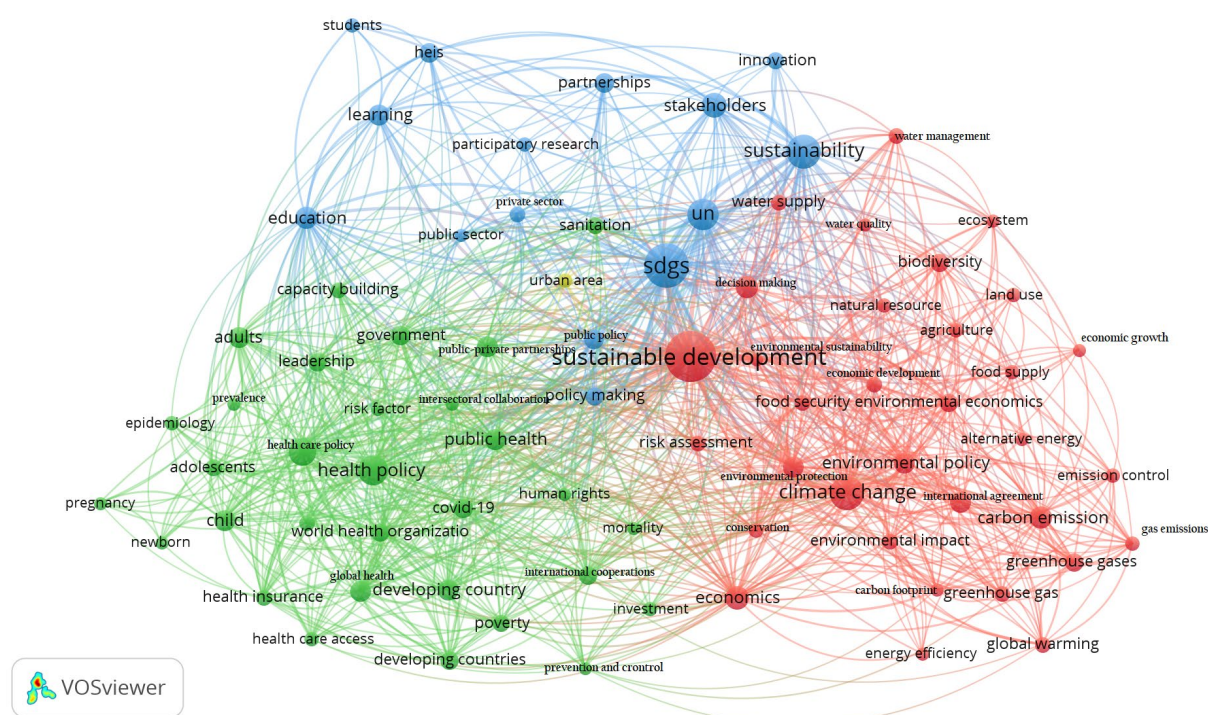 students
heis
innovation
partnerships
stakeholders
learning
water management
participatory research
sustainability
private sector
water supply
education
un
sanitation
ecosystem
public sector
water quality
sdgs
biodiversity
urban area
decision making
capacity building
land use
natural resource
government
public policy
agriculture
adults
economic growth
public-private partnerships
environmental sustainability
leadership
sustainable development
economic development
food supply
prevalence
intersectoral collaboration
policy making
food security
environmental economics
risk factor
epidemiology
health care policy
public health
risk assessment
alternative energy
adolescents
health policy
environmental policy
environmental protection
emission control
human rights
climate change
international agreement
pregnancy
covid-19
child
carbon emission
world health organizatio
mortality
conservation
gas emissions
newborn
environmental impact
global health
international cooperations
greenhouse gases
developing country
health insurance
economics
carbon footprint
greenhouse gas
investment
poverty
health care access
global warming
energy efficiency
developing countries
prevention and crontrol
VOSviewer